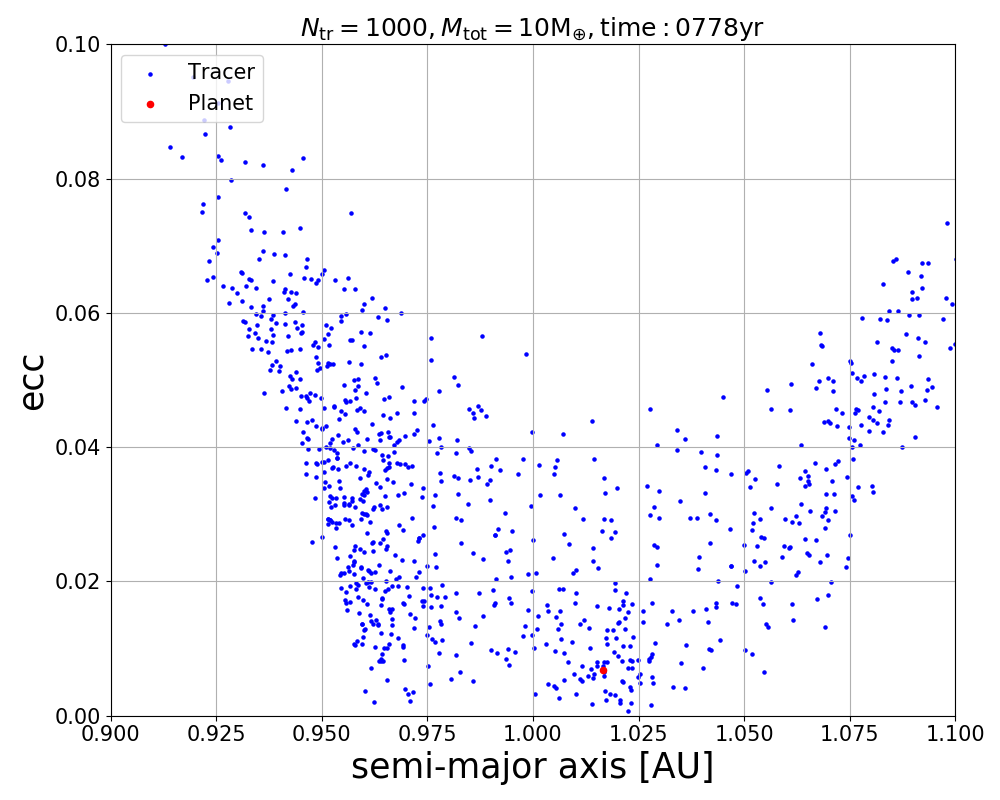 N_tr = 1000, M_tot = 10M_⊕, time : 0778yr
Tracer
Planet
0.10
0.08
0.06
0.04
0.02
0.00
ecc
0.900 0.925 0.950 0.975 1.000 1.025 1.050 1.075 1.100
semi-major axis [AU]